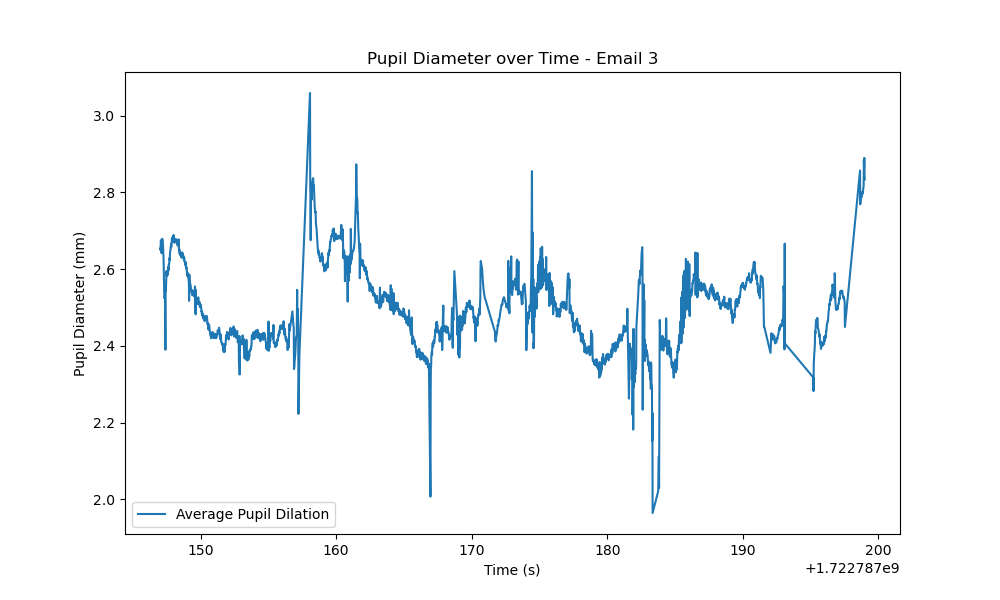 Pupil Diameter over Time - Email 3
Pupil Diameter (mm)
3.0
2.8
2.6
2.4
2.2
2.0
Average Pupil Dilation
150 160 170 180 190 200
Time (s)
+1.722787e9